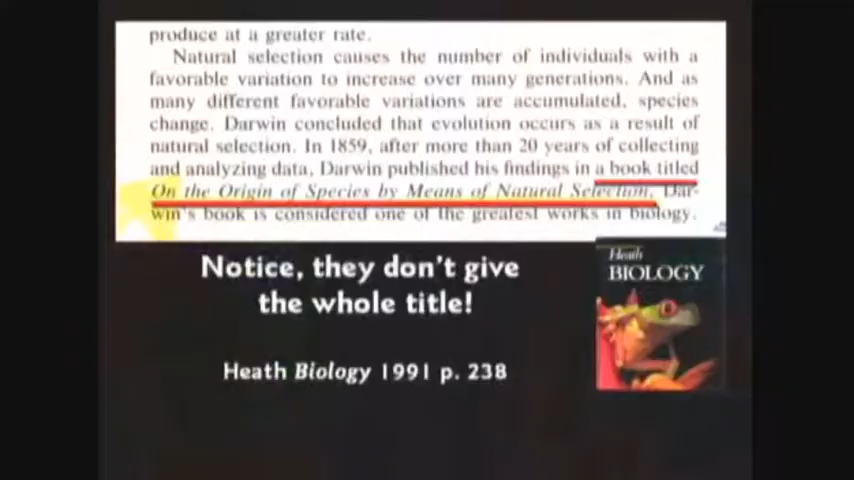 produce at a greater rate.
Natural selection causes the number of individuals with a
favorable variation to increase over many generations. And as
many different favorable variations are accumulated, species
change. Darwin concluded that evolution occurs as a result of
natural selection. In 1859, after more than 20 years of collecting
and analyzing data, Darwin published his findings in a book titled
On the Origin of Species by Means of Natural Selection. Dar-
win's book is considered one of the greatest works in biology.
Notice, they don't give
the whole title!
Heath Biology 1991 p. 238
Heath
BIOLOGY